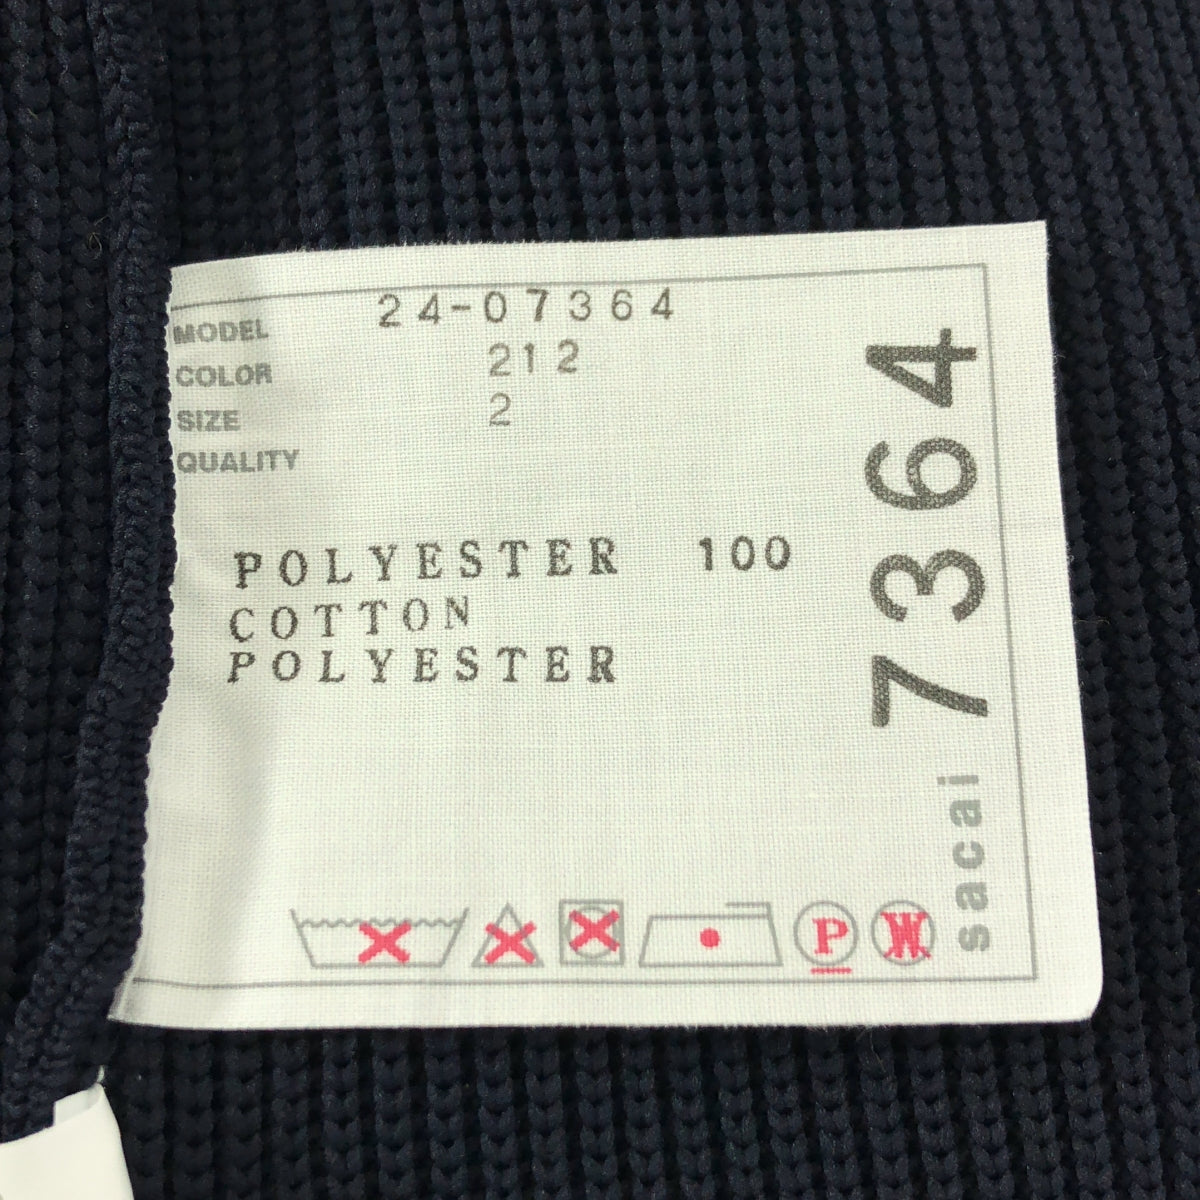 MODEL 24-07364
COLOR 212
SIZE 2
QUALITY
POLYESTER 100
COTTON
POLYESTER
sacai 7364
P
W